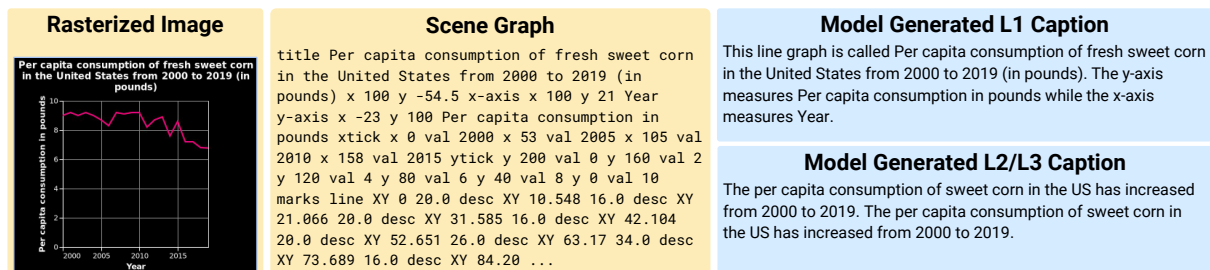 Rasterized Image
Per capita consumption of fresh sweet corn
in the United States from 2000 to 2019 (in
pounds)
Per capita consumption in pounds
10
8
6
4
2
0
2000 2005 2010 2015
Year
Scene Graph
title Per capita consumption of fresh sweet corn
in the United States from 2000 to 2019 (in
pounds) x 100 y -54.5 x-axis x 100 y 21 Year
y-axis x -23 y 100 Per capita consumption in
pounds xtick x 0 val 2000 x 53 val 2005 x 105 val
2010 x 158 val 2015 ytick y 200 val 0 y 160 val 2
y 120 val 4 y 80 val 6 y 40 val 8 y 0 val 10
marks line XY 0 20.0 desc XY 10.548 16.0 desc XY
21.066 20.0 desc XY 31.585 16.0 desc XY 42.104
20.0 desc XY 52.651 26.0 desc XY 63.17 34.0 desc
XY 73.689 16.0 desc XY 84.20 ...
Model Generated L1 Caption
This line graph is called Per capita consumption of fresh sweet corn
in the United States from 2000 to 2019 (in pounds). The y-axis
measures Per capita consumption in pounds while the x-axis
measures Year.
Model Generated L2/L3 Caption
The per capita consumption of sweet corn in the US has increased
from 2000 to 2019. The per capita consumption of sweet corn in
the US has increased from 2000 to 2019.